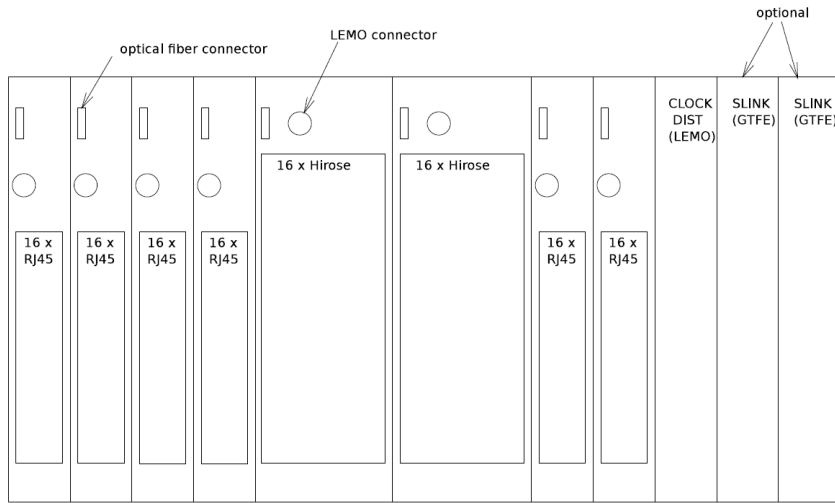 optional
LEMO connector
optical fiber connector
CLOCK
DIST
(LEMO)
SLINK
(GTFE)
SLINK
(GTFE)
16 x Hirose
16 x Hirose
16 x
RJ45
16 x
RJ45
16 x
RJ45
16 x
RJ45
16 x
RJ45
16 x
RJ45